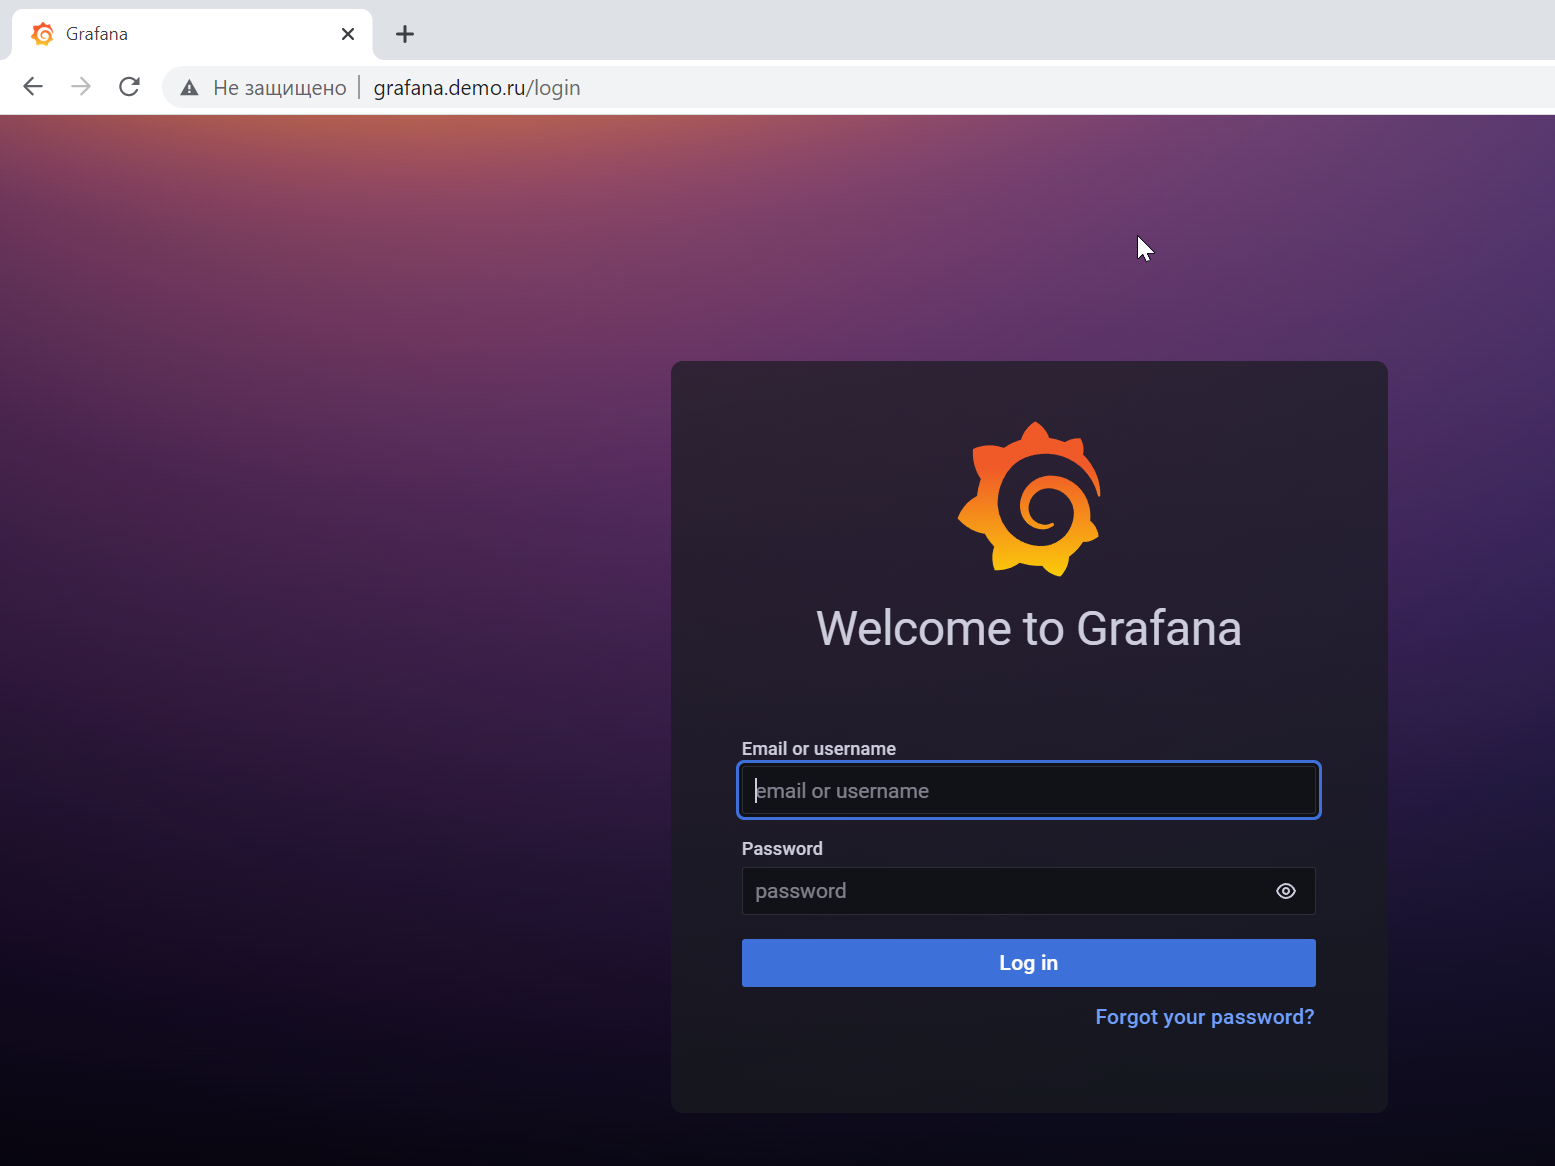 Grafana
Не защищено | grafana.demo.ru/login
Welcome to Grafana
Email or username
email or username
Password
password
Log in
Forgot your password?